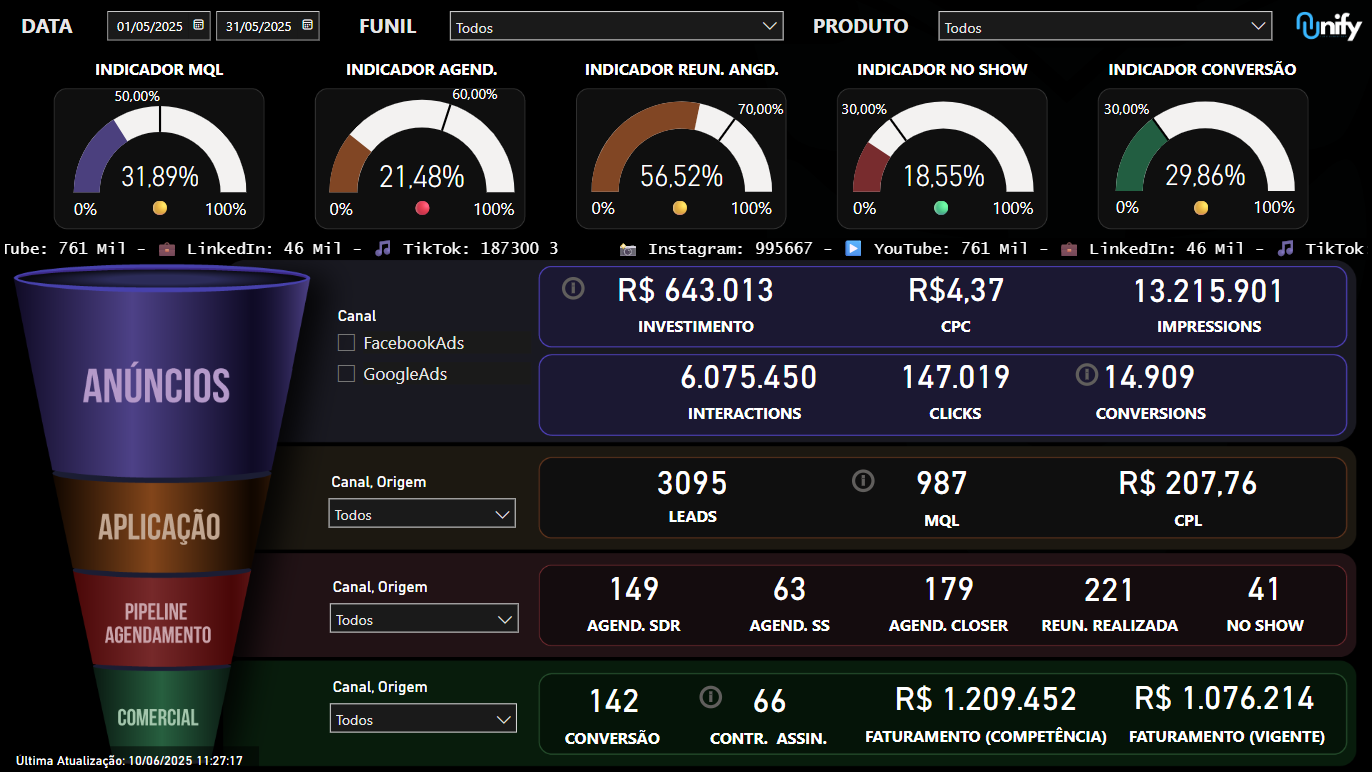 DATA 01/05/2025 31/05/2025 FUNIL Todos PRODUTO Todos unify
INDICADOR MQL INDICADOR AGEND. INDICADOR REUN. ANGD. INDICADOR NO SHOW INDICADOR CONVERSÃO
50,00% 60,00% 70,00% 30,00% 30,00%
31,89% 21,48% 56,52% 18,55% 29,86%
0% 100% 0% 100% 0% 100% 0% 100% 0% 100%
Tube: 761 Mil - 💼 LinkedIn: 46 Mil - 🎵 TikTok: 187300 3 📸 Instagram: 995667 - ▶️ YouTube: 761 Mil - 💼 LinkedIn: 46 Mil - 🎵 TikTok
ANÚNCIOS
Canal
FacebookAds
GoogleAds
R$ 643.013 R$4,37 13.215.901
INVESTIMENTO CPC IMPRESSIONS
6.075.450 147.019 14.909
INTERACTIONS CLICKS CONVERSIONS
APLICAÇÃO
Canal, Origem
Todos
3095 987 R$ 207,76
LEADS MQL CPL
PIPELINE
AGENDAMENTO
Canal, Origem
Todos
149 63 179 221 41
AGEND. SDR AGEND. SS AGEND. CLOSER REUN. REALIZADA NO SHOW
COMERCIAL
Canal, Origem
Todos
142 66 R$ 1.209.452 R$ 1.076.214
CONVERSÃO CONTR. ASSIN. FATURAMENTO (COMPETÊNCIA) FATURAMENTO (VIGENTE)
Última Atualização: 10/06/2025 11:27:17